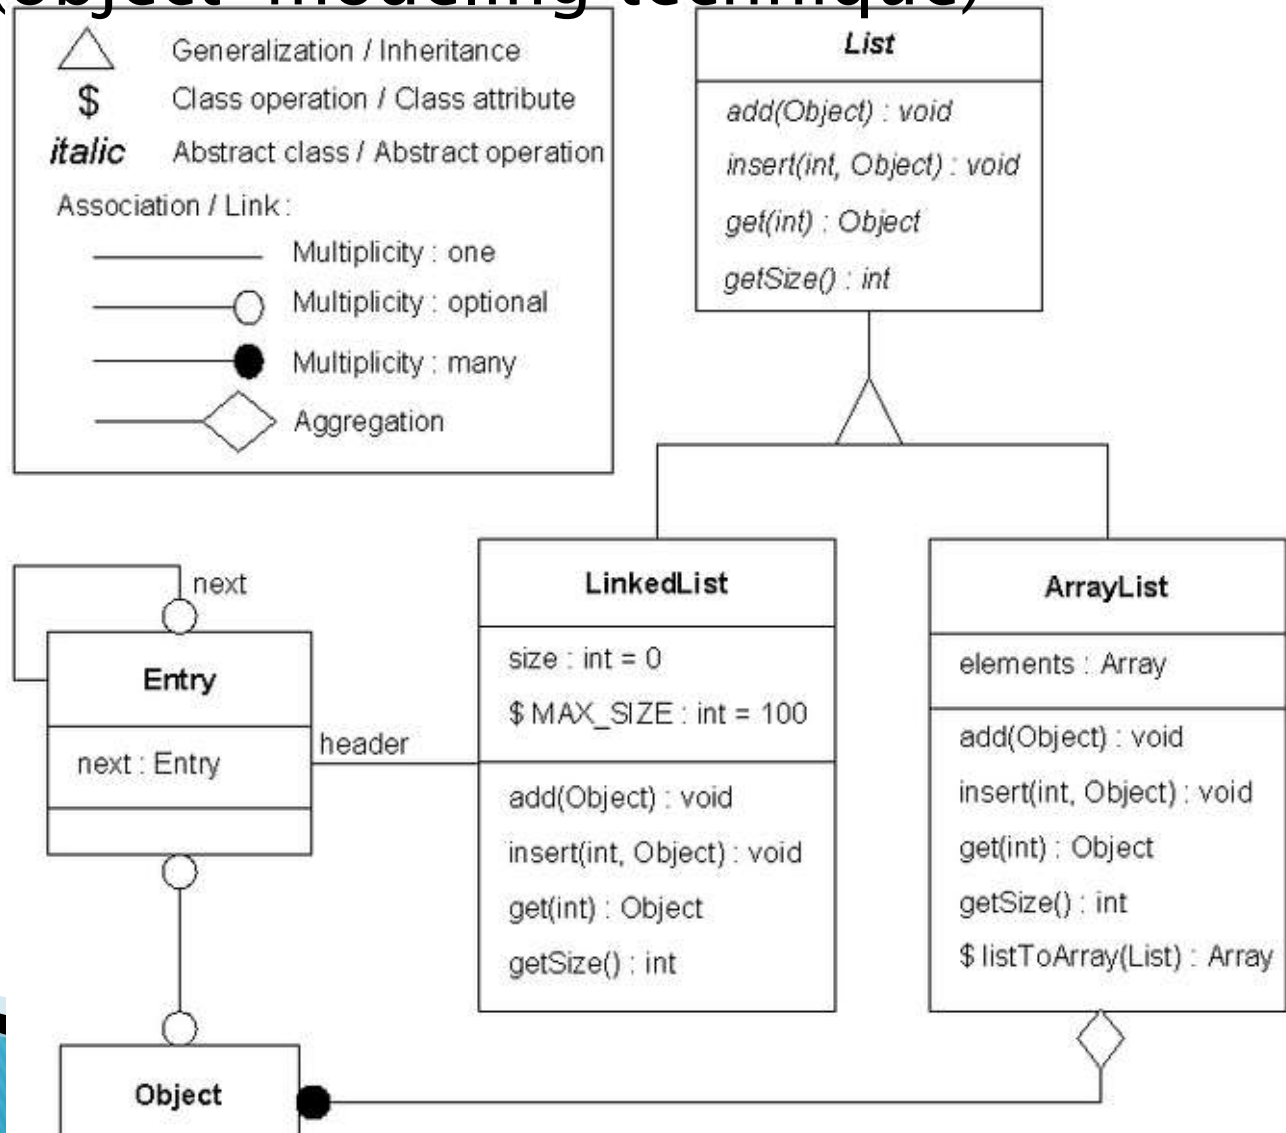 (object modeling technique)
Generalization / Inheritance
$ Class operation / Class attribute
italic Abstract class / Abstract operation
Association / Link :
Multiplicity : one
Multiplicity : optional
Multiplicity : many
Aggregation
List
add(Object) : void
insert(int, Object) : void
get(int) : Object
getSize() : int
next
Entry
next : Entry
header
LinkedList
size : int = 0
$ MAX_SIZE : int = 100
add(Object) : void
insert(int, Object) : void
get(int) : Object
getSize() : int
ArrayList
elements : Array
add(Object) : void
insert(int, Object) : void
get(int) : Object
getSize() : int
$ listToArray(List) : Array
Object